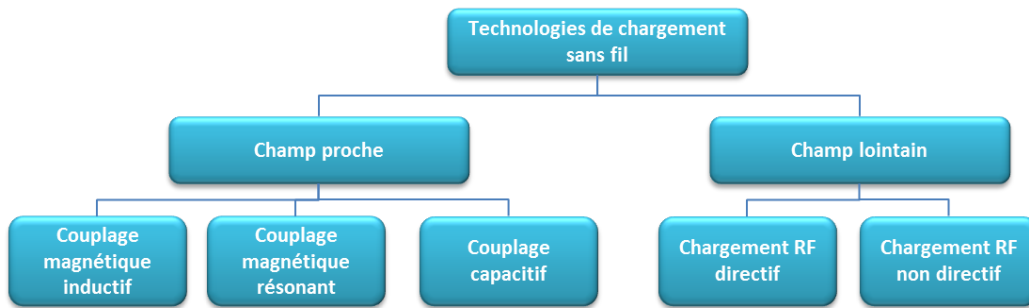 Technologies de chargement
sans fil
Champ proche
Champ lointain
Couplage
magnétique
inductif
Couplage
magnétique
résonant
Couplage
capacitif
Chargement RF
directif
Chargement RF
non directif